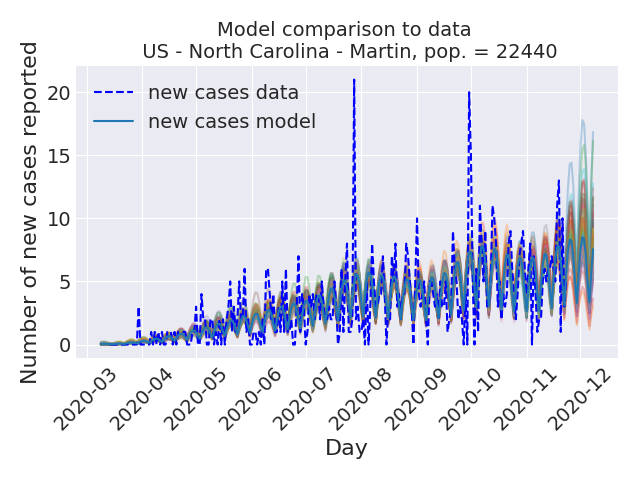 Model comparison to data
US - North Carolina - Martin, pop. = 22440
Number of new cases reported
20
15
10
5
0
new cases data
new cases model
2020-03
2020-04
2020-05
2020-06
2020-07
2020-08
2020-09
2020-10
2020-11
2020-12
Day